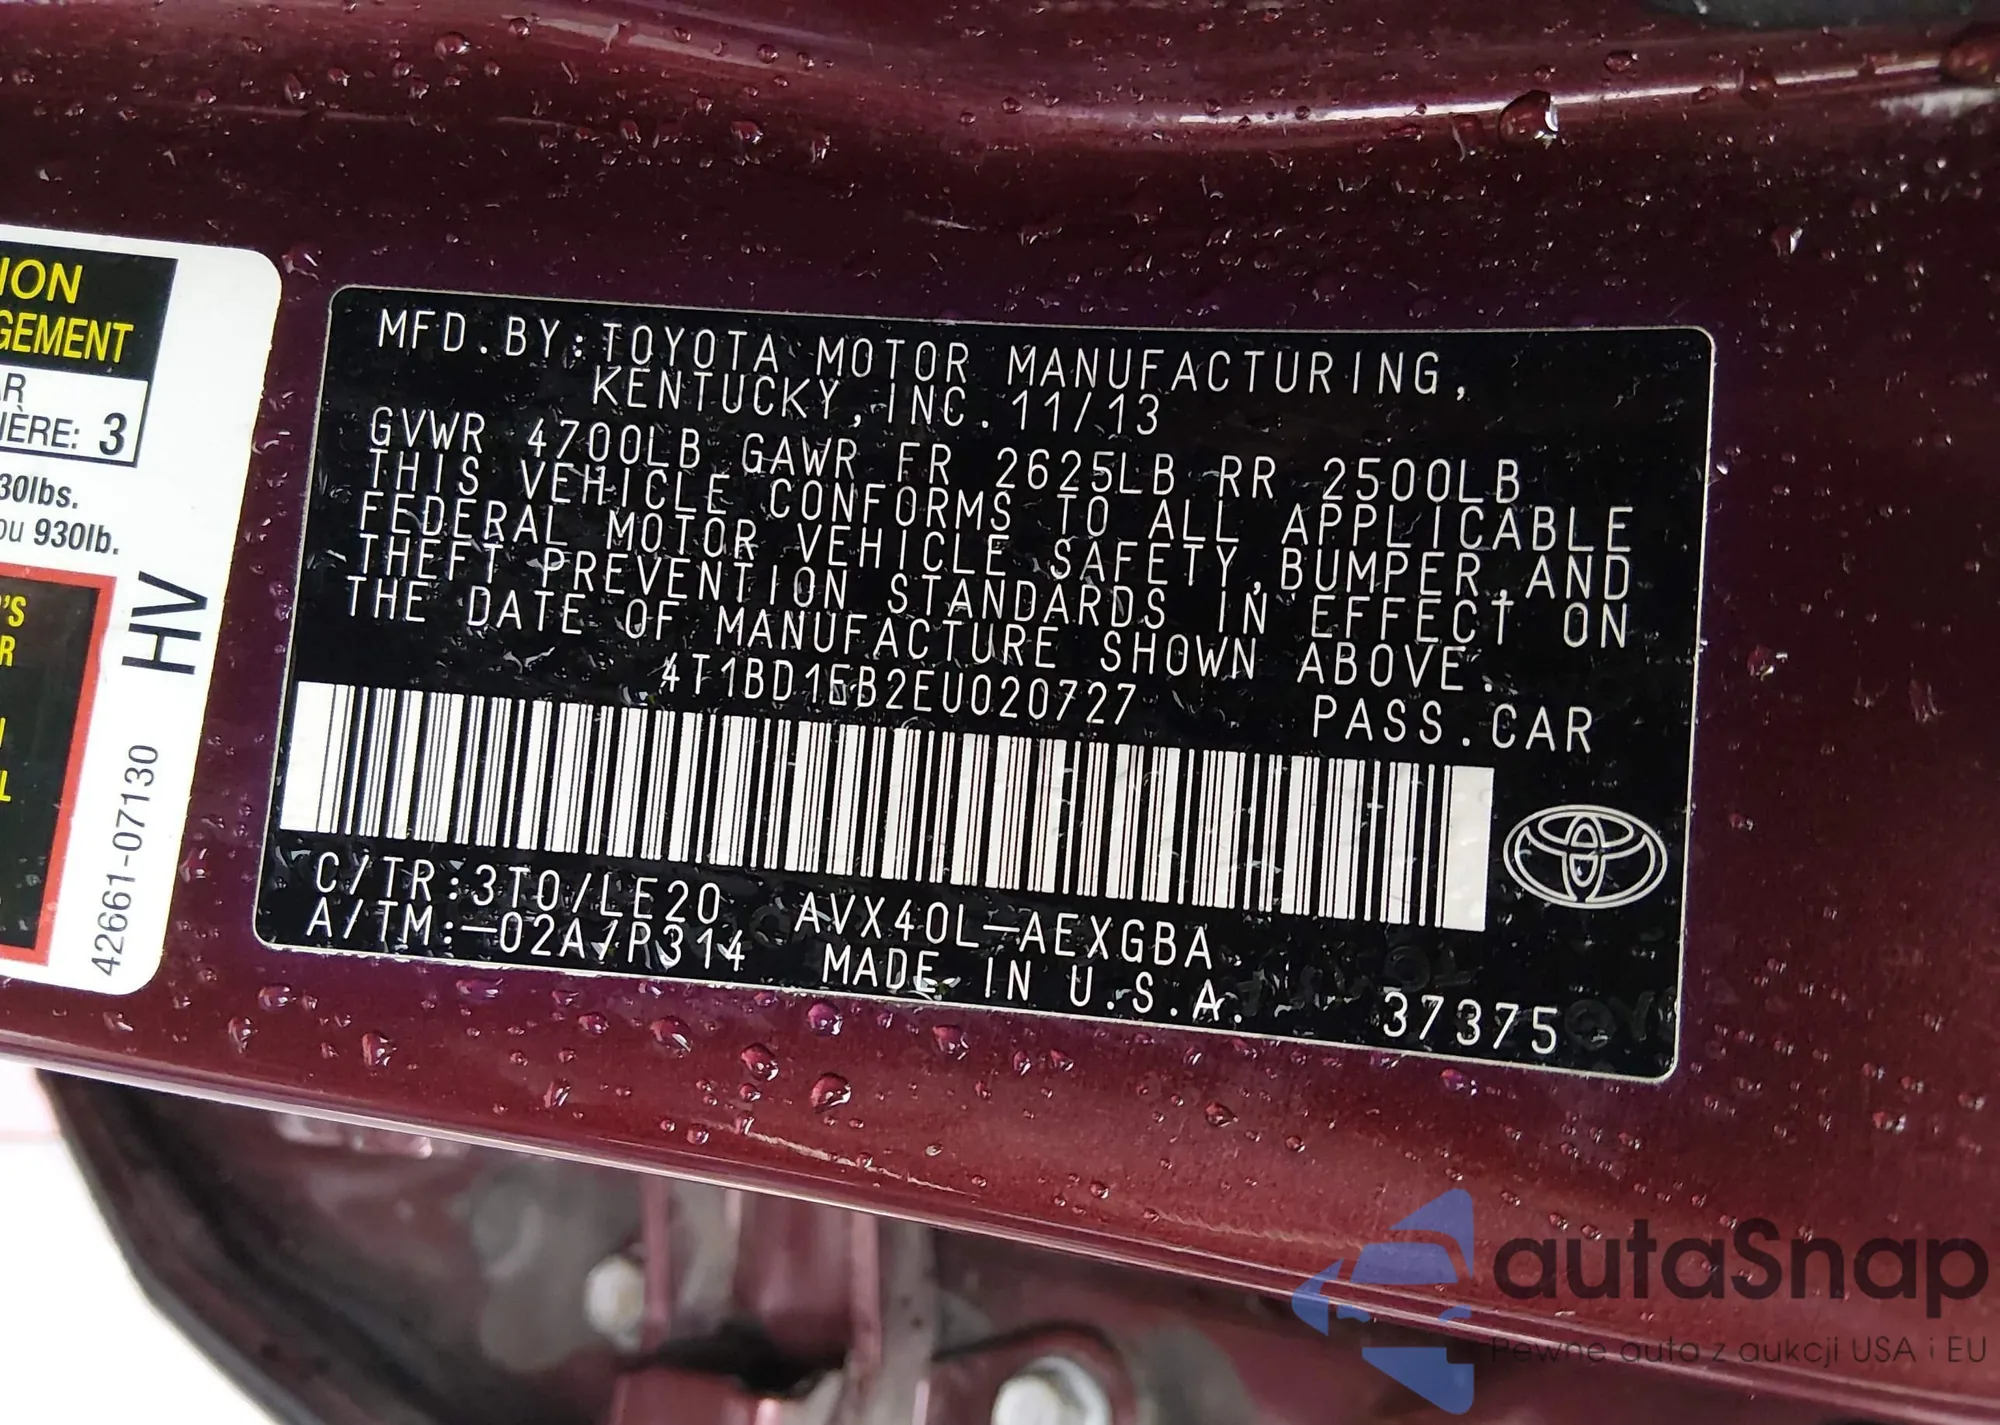 ION
GEMENT
AR
IÈRE: 3
30lbs.
ou 930lb.
'S
R
HV
42661-07130
MFD.BY:TOYOTA MOTOR MANUFACTURING,
KENTUCKY,INC.11/13
GVWR 4700LB GAWR FR 2625LB RR 2500LB
THIS VEHICLE CONFORMS TO ALL APPLICABLE
FEDERAL MOTOR VEHICLE SAFETY,BUMPER,AND
THEFT PREVENTION STANDARDS IN EFFECT ON
THE DATE OF MANUFACTURE SHOWN ABOVE.
4T1BD1EB2EU020727 PASS.CAR
C/TR:3T0/LE20 AVX40L-AEXGBA
A/TM:-02A/P314 MADE IN U.S.A.
37375
autaSnap
Pewne auta z aukcji USA i EU